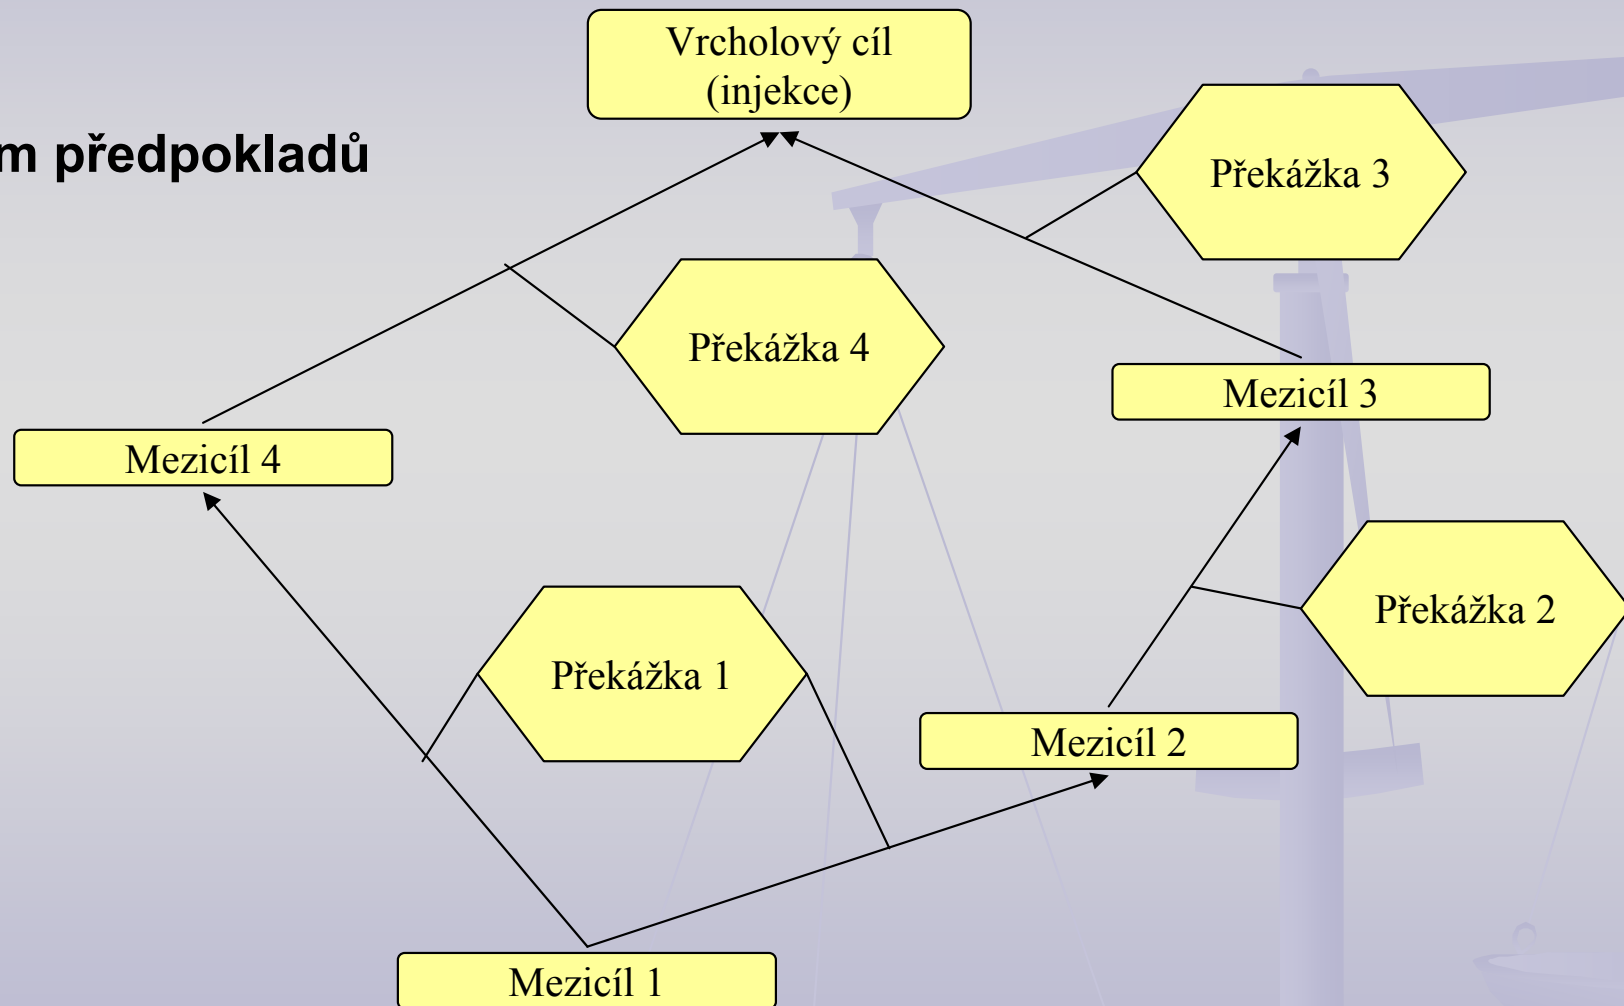 Vrcholový cíl
(injekce)
předpokladů
Překážka 3
Překážka 4
Mezicíl 3
Mezicíl 4
Překážka 2
Překážka 1
Mezicíl 2
Mezicíl 1